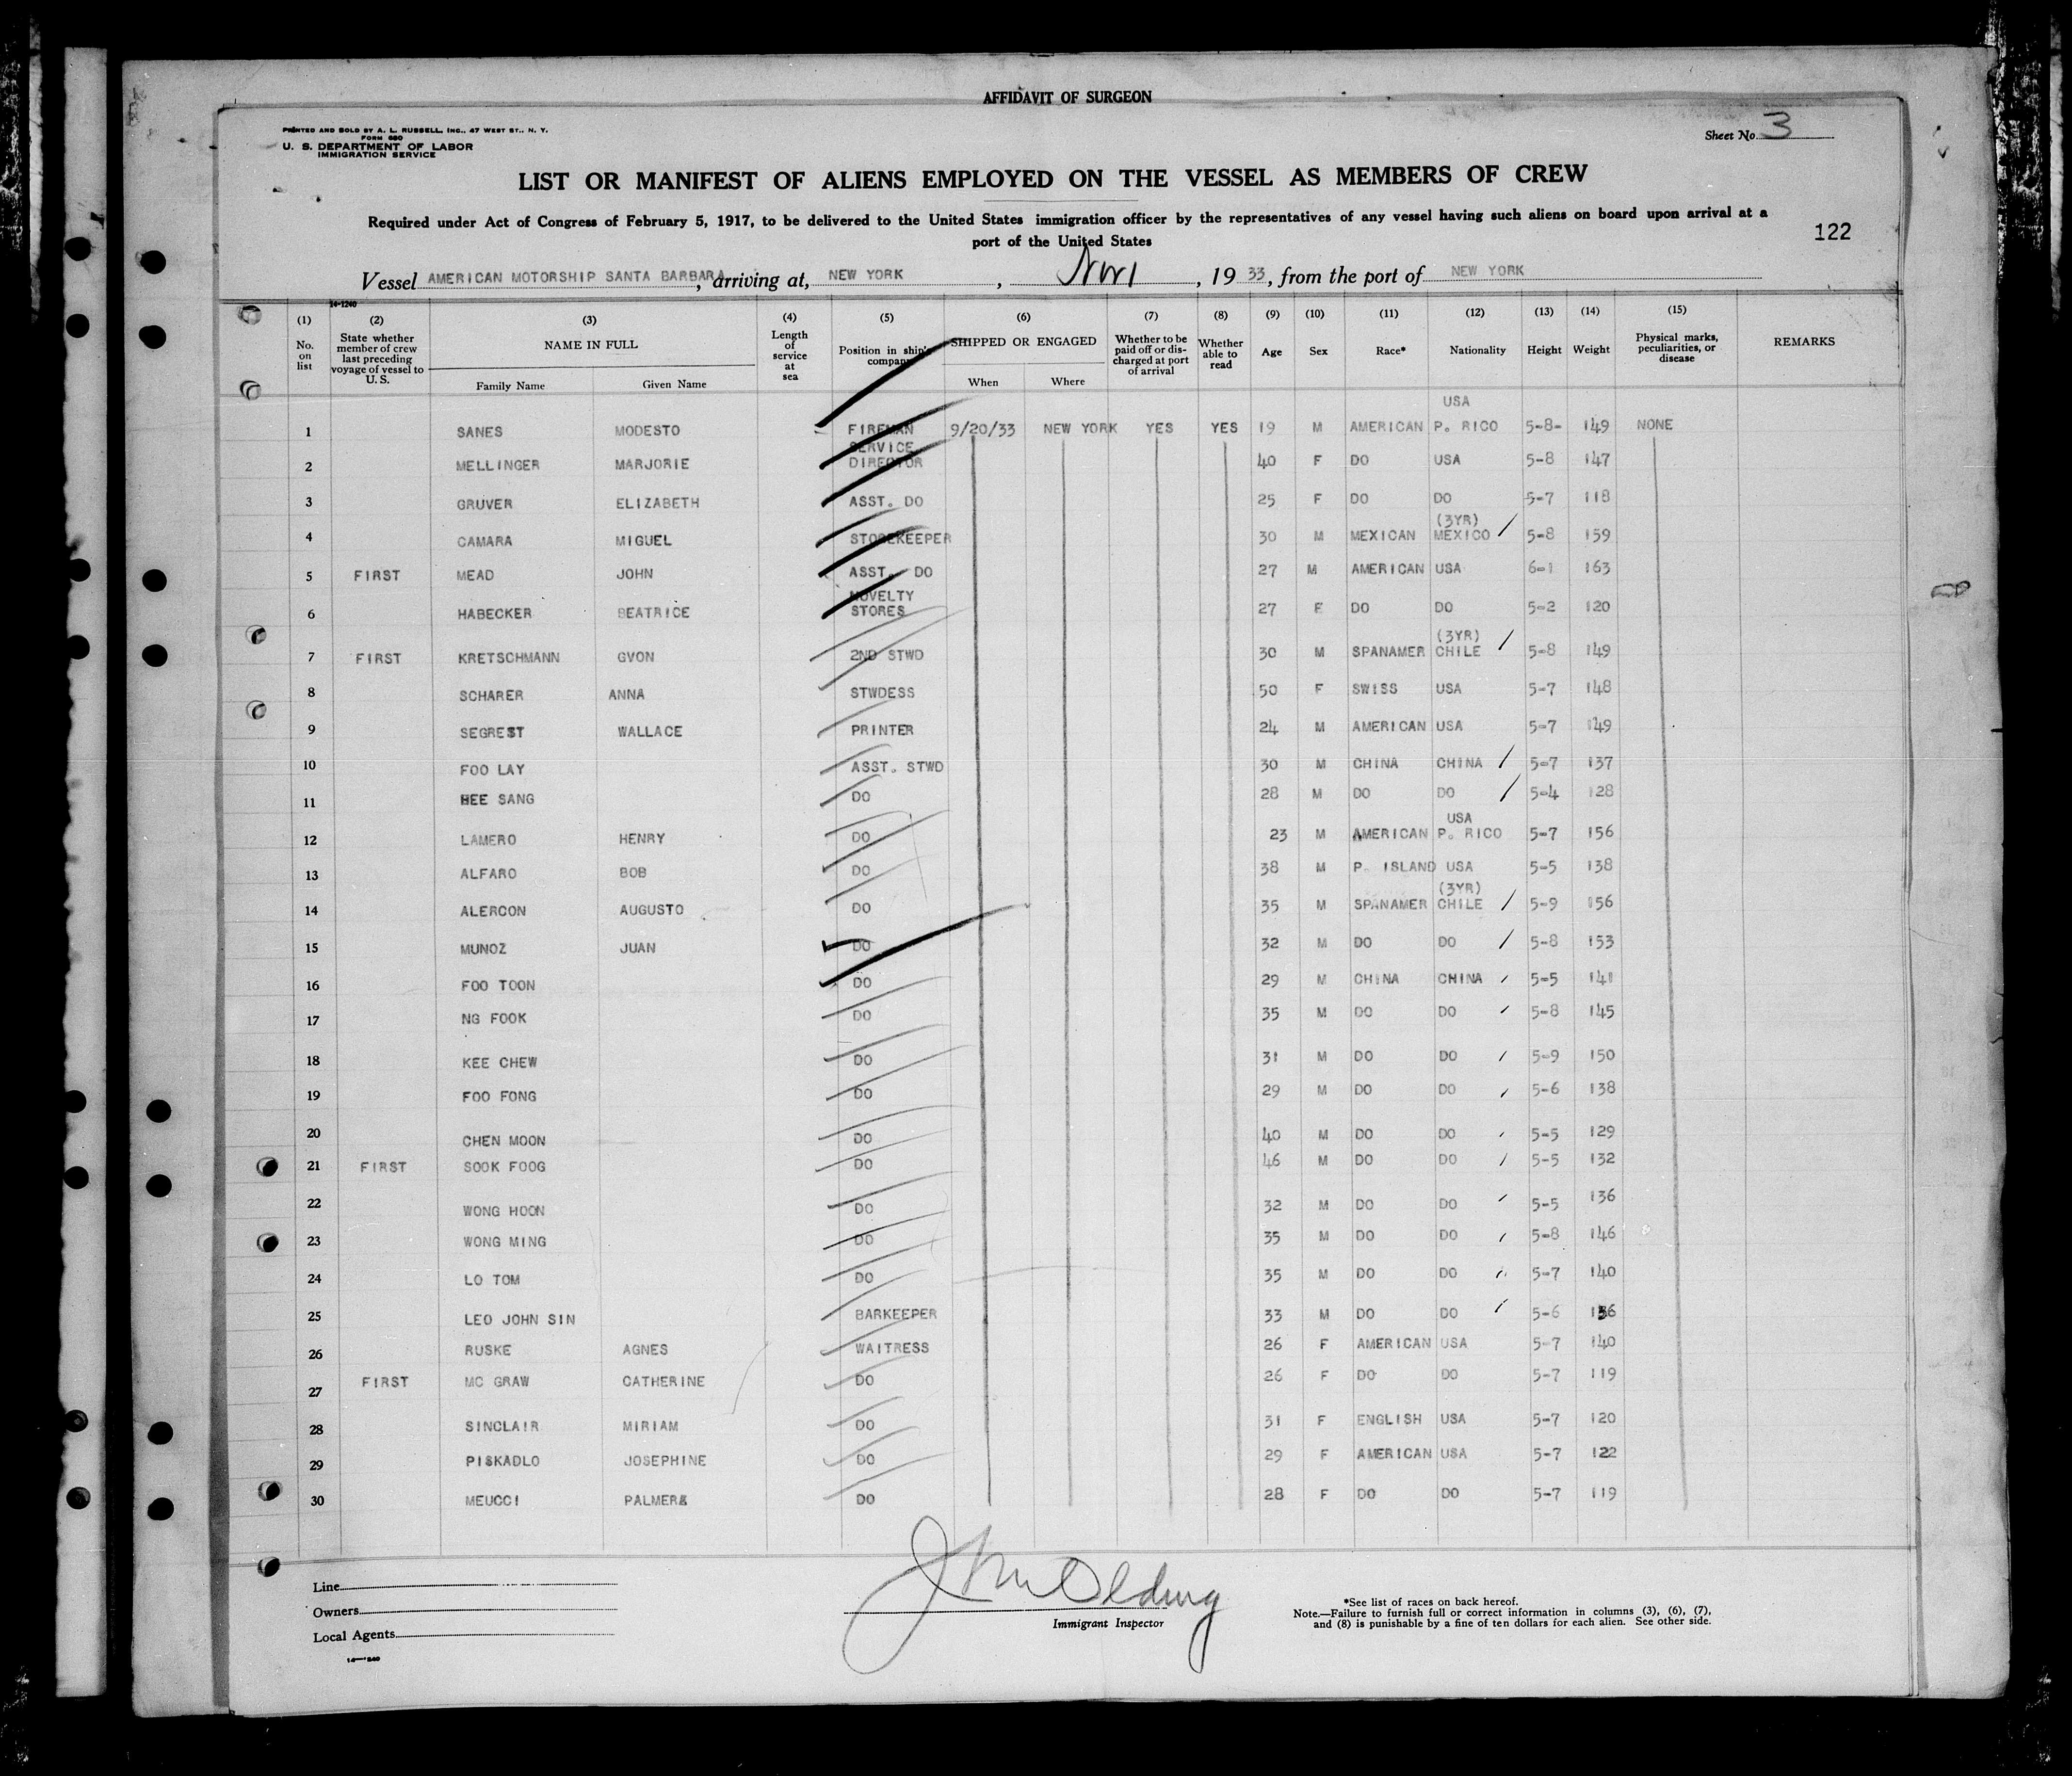 AFFIDAVIT OF SURGEON
PRINTED AND SOLD BY A. L. RUSSELL, INC., 47 WEST ST., N. Y.
FORM 680
U. S. DEPARTMENT OF LABOR
IMMIGRATION SERVICE
Sheet No. 3
LIST OR MANIFEST OF ALIENS EMPLOYED ON THE VESSEL AS MEMBERS OF CREW
Required under Act of Congress of February 5, 1917, to be delivered to the United States immigration officer by the representatives of any vessel having such aliens on board upon arrival at a
port of the United States
122
Vessel AMERICAN MOTORSHIP SANTA BARBARA, arriving at, NEW YORK, Nov 1, 1933, from the port of NEW YORK
14-1240
(1) (2) (3) (4) (5) (6) (7) (8) (9) (10) (11) (12) (13) (14) (15)
No. on list State whether member of crew last preceding voyage of vessel to U. S. NAME IN FULL Length of service at sea Position in ship's company SHIPPED OR ENGAGED Whether to be paid off or discharged at port of arrival Whether able to read Age Sex Race* Nationality Height Weight Physical marks, peculiarities, or disease REMARKS
Family Name Given Name When Where
USA
1 SANES MODESTO FIREMAN 9/20/33 NEW YORK YES YES 19 M AMERICAN P. RICO 5-8- 149 NONE
SERVICE
2 MELLINGER MARJORIE DIRECTOR 40 F DO USA 5-8 147
3 GRUVER ELIZABETH ASST. DO 25 F DO DO 5-7 118
(3YR)
4 CAMARA MIGUEL STOREKEEPER 30 M MEXICAN MEXICO 5-8 159
5 FIRST MEAD JOHN ASST. DO 27 M AMERICAN USA 6-1 163
NOVELTY
6 HABECKER BEATRICE STORES 27 F DO DO 5-2 120
(3YR)
7 FIRST KRETSCHMANN GVON 2ND STWD 30 M SPANAMER CHILE 5-8 149
8 SCHARER ANNA STWDESS 50 F SWISS USA 5-7 148
9 SEGREST WALLACE PRINTER 24 M AMERICAN USA 5-7 149
10 FOO LAY ASST. STWD 30 M CHINA CHINA 5-7 137
11 BEE SANG DO 28 M DO DO 5-4 128
USA
12 LAMERO HENRY DO 23 M AMERICAN P. RICO 5-7 156
13 ALFARO BOB DO 38 M P. ISLAND USA 5-5 138
(3YR)
14 ALERCON AUGUSTO DO 35 M SPANAMER CHILE 5-9 156
15 MUNOZ JUAN DO 32 M DO DO 5-8 153
16 FOO TOON DO 29 M CHINA CHINA 5-5 141
17 NG FOOK DO 35 M DO DO 5-8 145
18 KEE CHEW DO 31 M DO DO 5-9 150
19 FOO FONG DO 29 M DO DO 5-6 138
20 CHEN MOON DO 40 M DO DO 5-5 129
21 FIRST SOOK FOOG DO 46 M DO DO 5-5 132
22 WONG HOON DO 32 M DO DO 5-5 136
23 WONG MING DO 35 M DO DO 5-8 146
24 LO TOM DO 35 M DO DO 5-7 140
25 LEO JOHN SIN BARKEEPER 33 M DO DO 5-6 136
26 RUSKE AGNES WAITRESS 26 F AMERICAN USA 5-7 140
27 FIRST MC GRAW CATHERINE DO 26 F DO DO 5-7 119
28 SINCLAIR MIRIAM DO 31 F ENGLISH USA 5-7 120
29 PISKADLO JOSEPHINE DO 29 F AMERICAN USA 5-7 122
30 MEUCCI PALMERA DO 28 F DO DO 5-7 119
Line
Owners
Local Agents
14—1240
Immigrant Inspector
*See list of races on back hereof.
Note.—Failure to furnish full or correct information in columns (3), (6), (7),
and (8) is punishable by a fine of ten dollars for each alien. See other side.